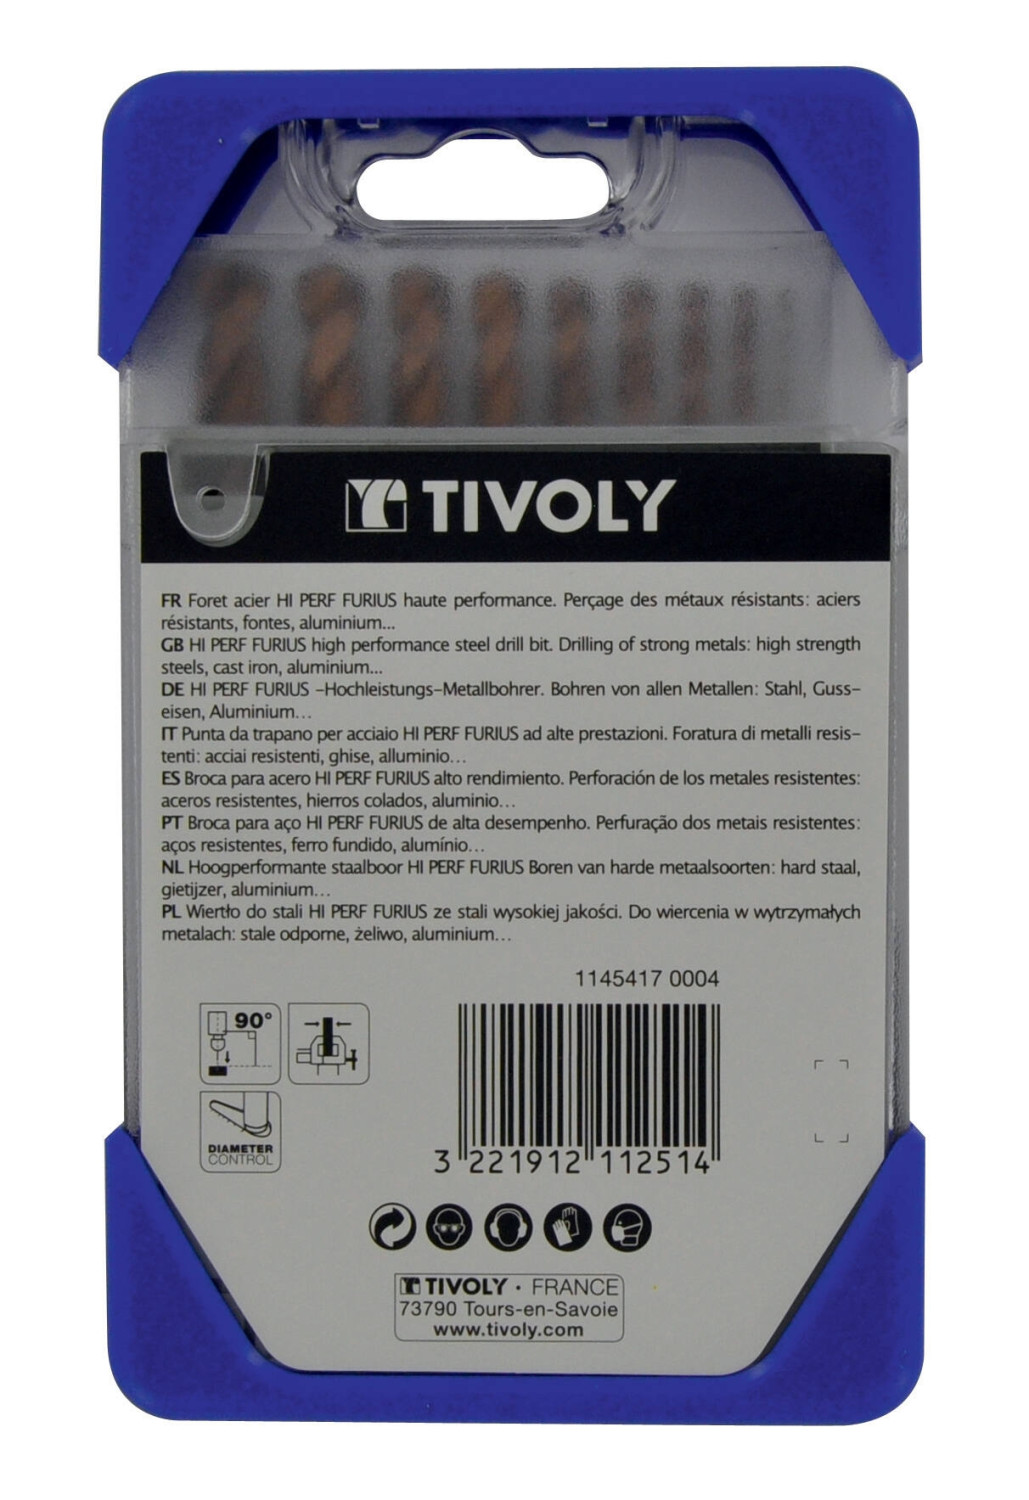 TIVOLY
FR Foret acier HI PERF FURIUS haute performance. Perçage des métaux résistants: aciers
résistants, fontes, aluminium...
GB HI PERF FURIUS high performance steel drill bit. Drilling of strong metals: high strength
steels, cast iron, aluminium...
DE HI PERF FURIUS -Hochleistungs-Metallbohrer. Bohren von allen Metallen: Stahl, Guss-
eisen, Aluminium...
IT Punta da trapano per acciaio HI PERF FURIUS ad alte prestazioni. Foratura di metalli resis-
tenti: acciai resistenti, ghise, alluminio...
ES Broca para acero HI PERF FURIUS alto rendimiento. Perforación de los metales resistentes:
aceros resistentes, hierros colados, aluminio...
PT Broca para aço HI PERF FURIUS de alta desempenho. Perfuração dos metais resistentes:
aços resistentes, ferro fundido, alumínio...
NL Hoogperformante staalboor HI PERF FURIUS Boren van harde metaalsoorten: hard staal,
gietijzer, aluminium...
PL Wiertło do stali HI PERF FURIUS ze stali wysokiej jakości. Do wiercenia w wytrzymałych
metalach: stale odporne, żeliwo, aluminium...
1145417 0004
90°
DIAMETER
CONTROL
3 221912 112514
TIVOLY · FRANCE
73790 Tours-en-Savoie
www.tivoly.com